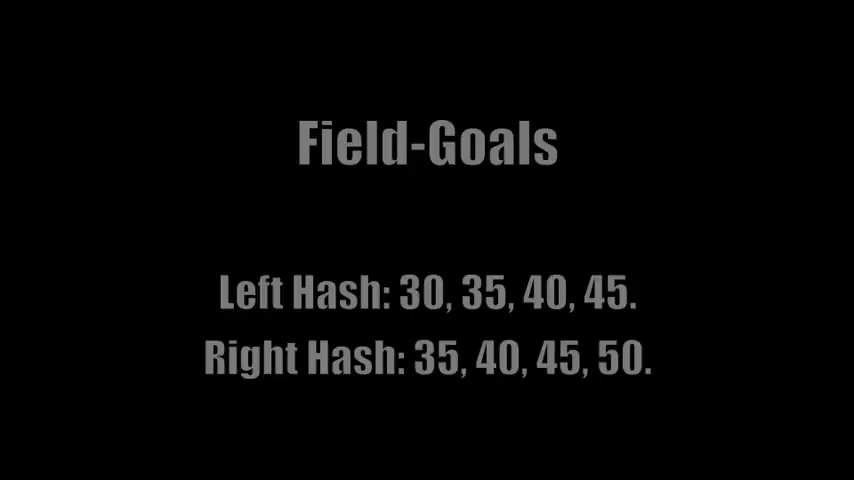 Field-Goals
Left Hash: 30, 35, 40, 45.
Right Hash: 35, 40, 45, 50.